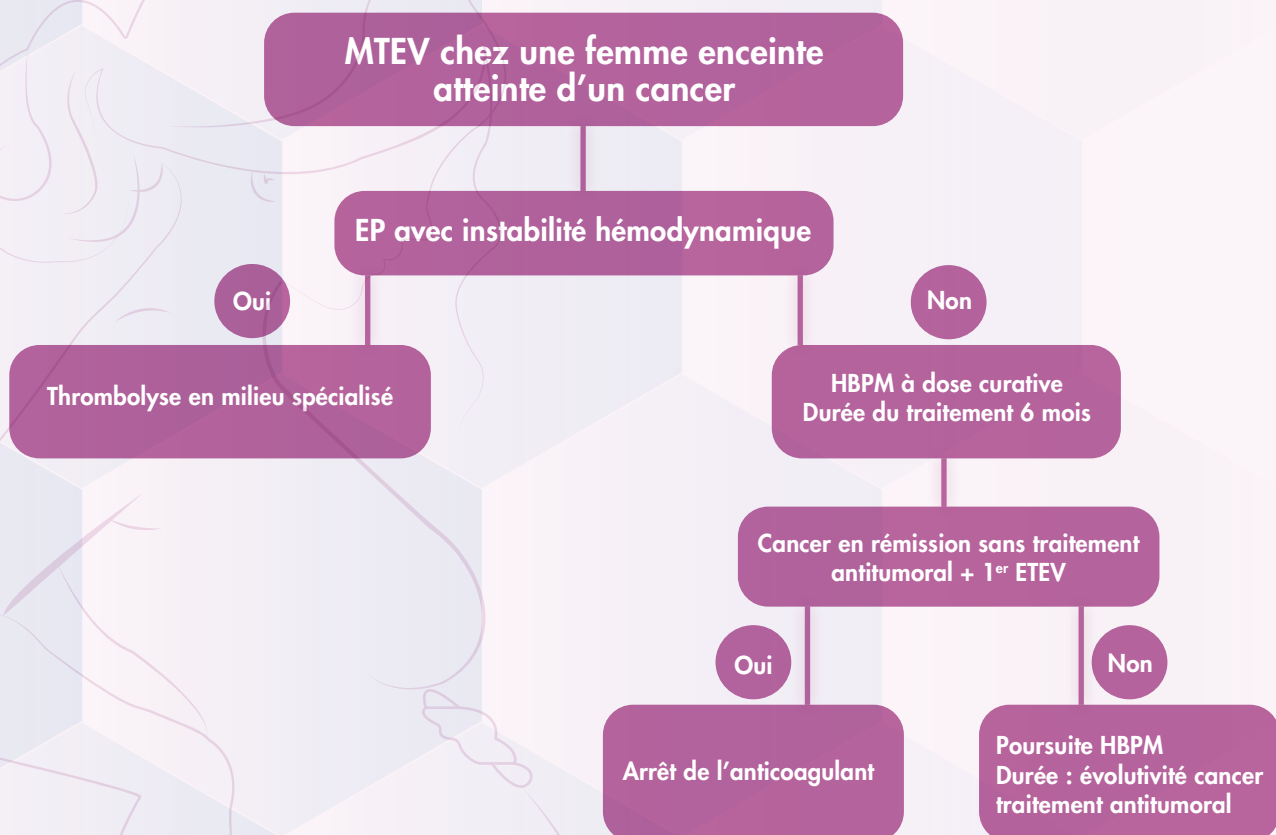 MTEV chez une femme enceinte
atteinte d’un cancer
EP avec instabilité hémodynamique
Oui
Non
Thrombolyse en milieu spécialisé
HBPM à dose curative
Durée du traitement 6 mois
Cancer en rémission sans traitement
antitumoral + 1er ETEV
Oui
Non
Arrêt de l’anticoagulant
Poursuite HBPM
Durée : évolutivité cancer
traitement antitumoral